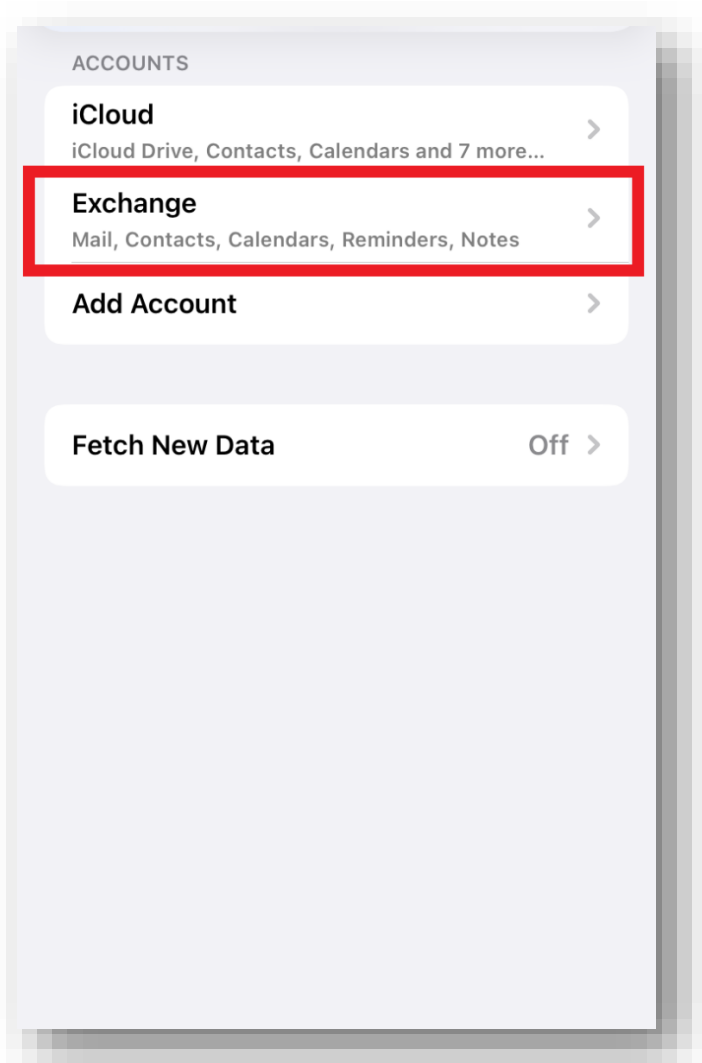 ACCOUNTS
iCloud
iCloud Drive, Contacts, Calendars and 7 more...
Exchange
Mail, Contacts, Calendars, Reminders, Notes
Add Account
Fetch New Data Off